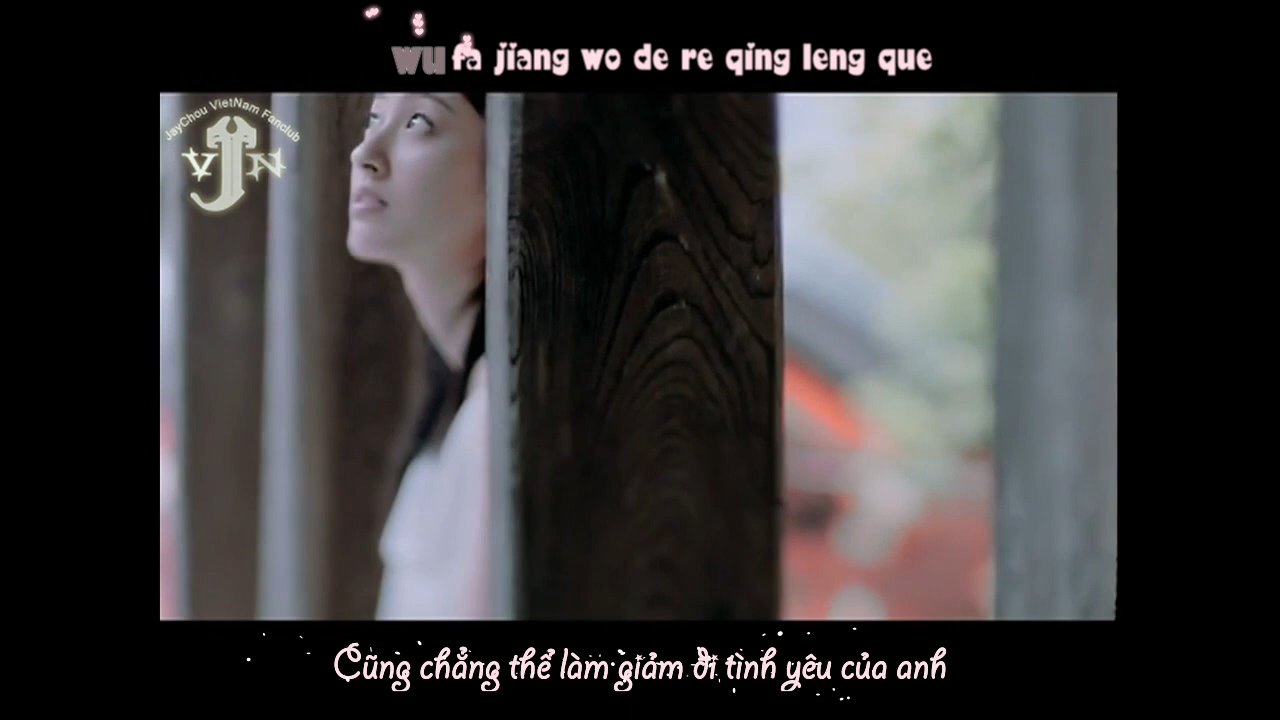 wu fa jiang wo de re qing leng que
JayChou VietNam Fanclub
VJN
Cũng chẳng thể làm giảm đi tình yêu của anh